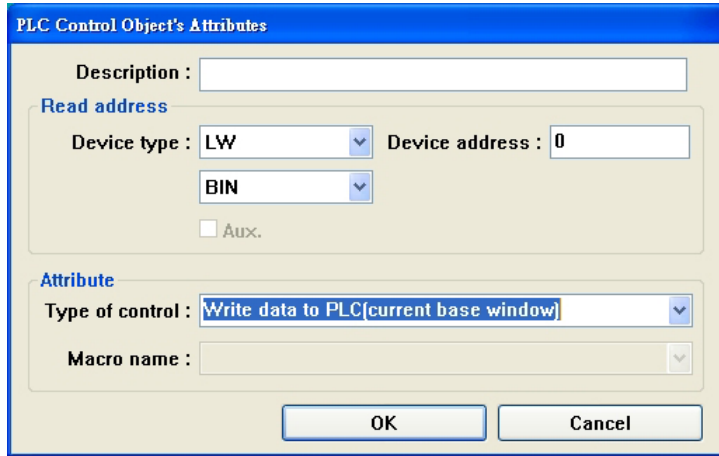 PLC Control Object's Attributes
Description :
Read address
Device type : LW Device address : 0
BIN
Aux.
Attribute
Type of control : Write data to PLC(current base window)
Macro name :
OK Cancel